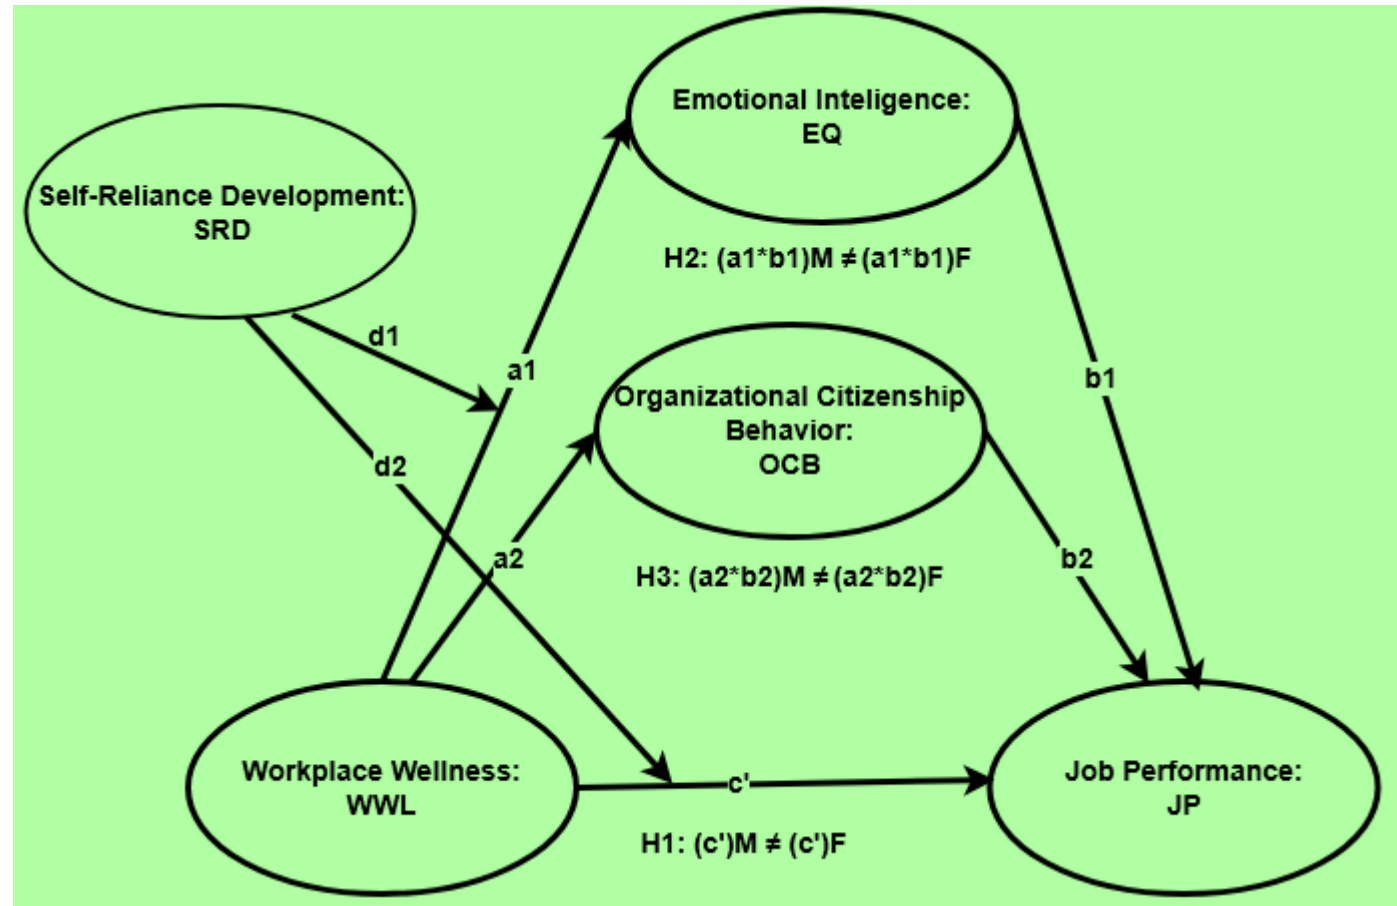 Emotional Inteligence:
EQ
Self-Reliance Development:
SRD
H2: (a1*b1)M ≠ (a1*b1)F
d1
a1
b1
Organizational Citizenship
Behavior:
OCB
d2
a2
b2
H3: (a2*b2)M ≠ (a2*b2)F
Workplace Wellness:
WWL
c'
Job Performance:
JP
H1: (c')M ≠ (c')F